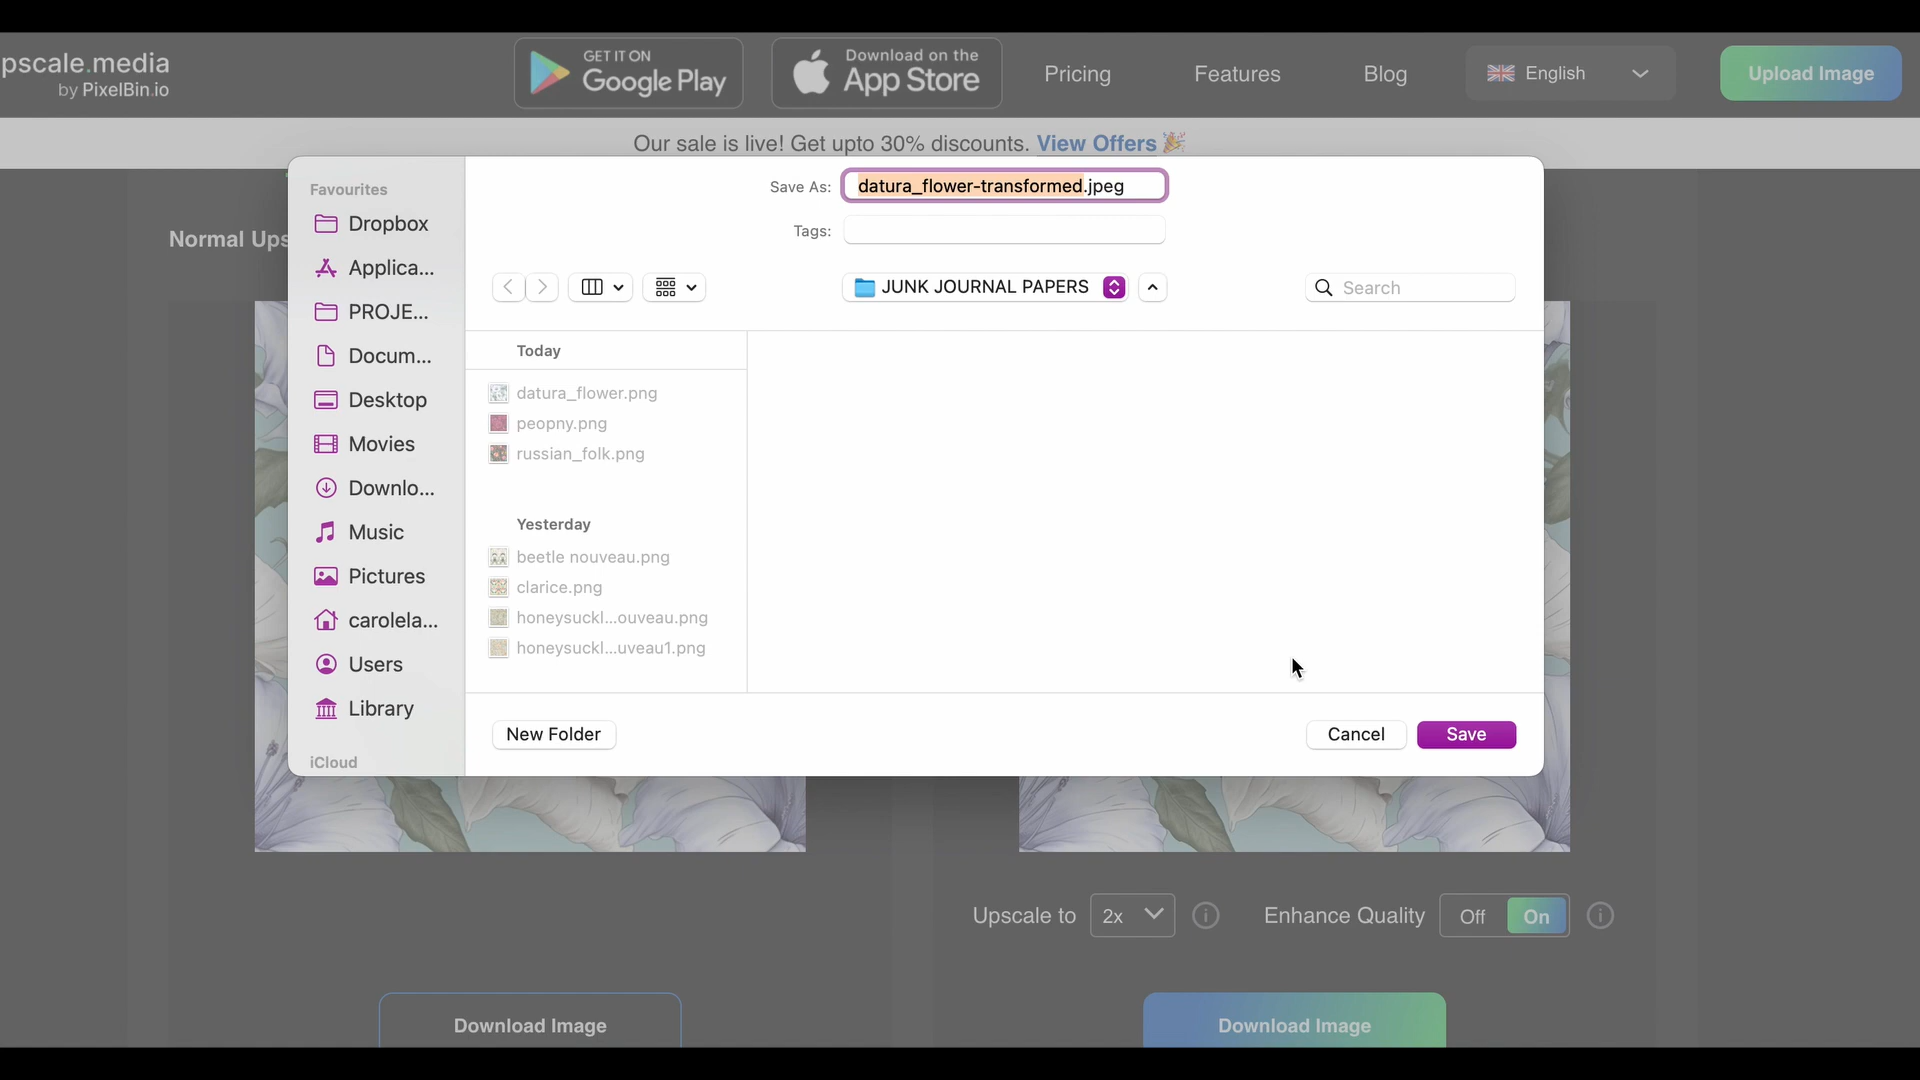 pscale.media
by PixelBin.io
GET IT ON
Google Play
Download on the
App Store
Pricing
Features
Blog
English
Upload Image
Our sale is live! Get upto 30% discounts. View Offers
Normal Ups
Favourites
Dropbox
Applica...
PROJE...
Docum...
Desktop
Movies
Downlo...
Music
Pictures
carolela...
Users
Library
iCloud
Save As: datura_flower-transformed.jpeg
Tags:
JUNK JOURNAL PAPERS
Search
Today
datura_flower.png
peopny.png
russian_folk.png
Yesterday
beetle nouveau.png
clarice.png
honeysuckl...ouveau.png
honeysuckl...uveau1.png
New Folder
Cancel
Save
Upscale to 2x
Enhance Quality Off On
Download Image
Download Image